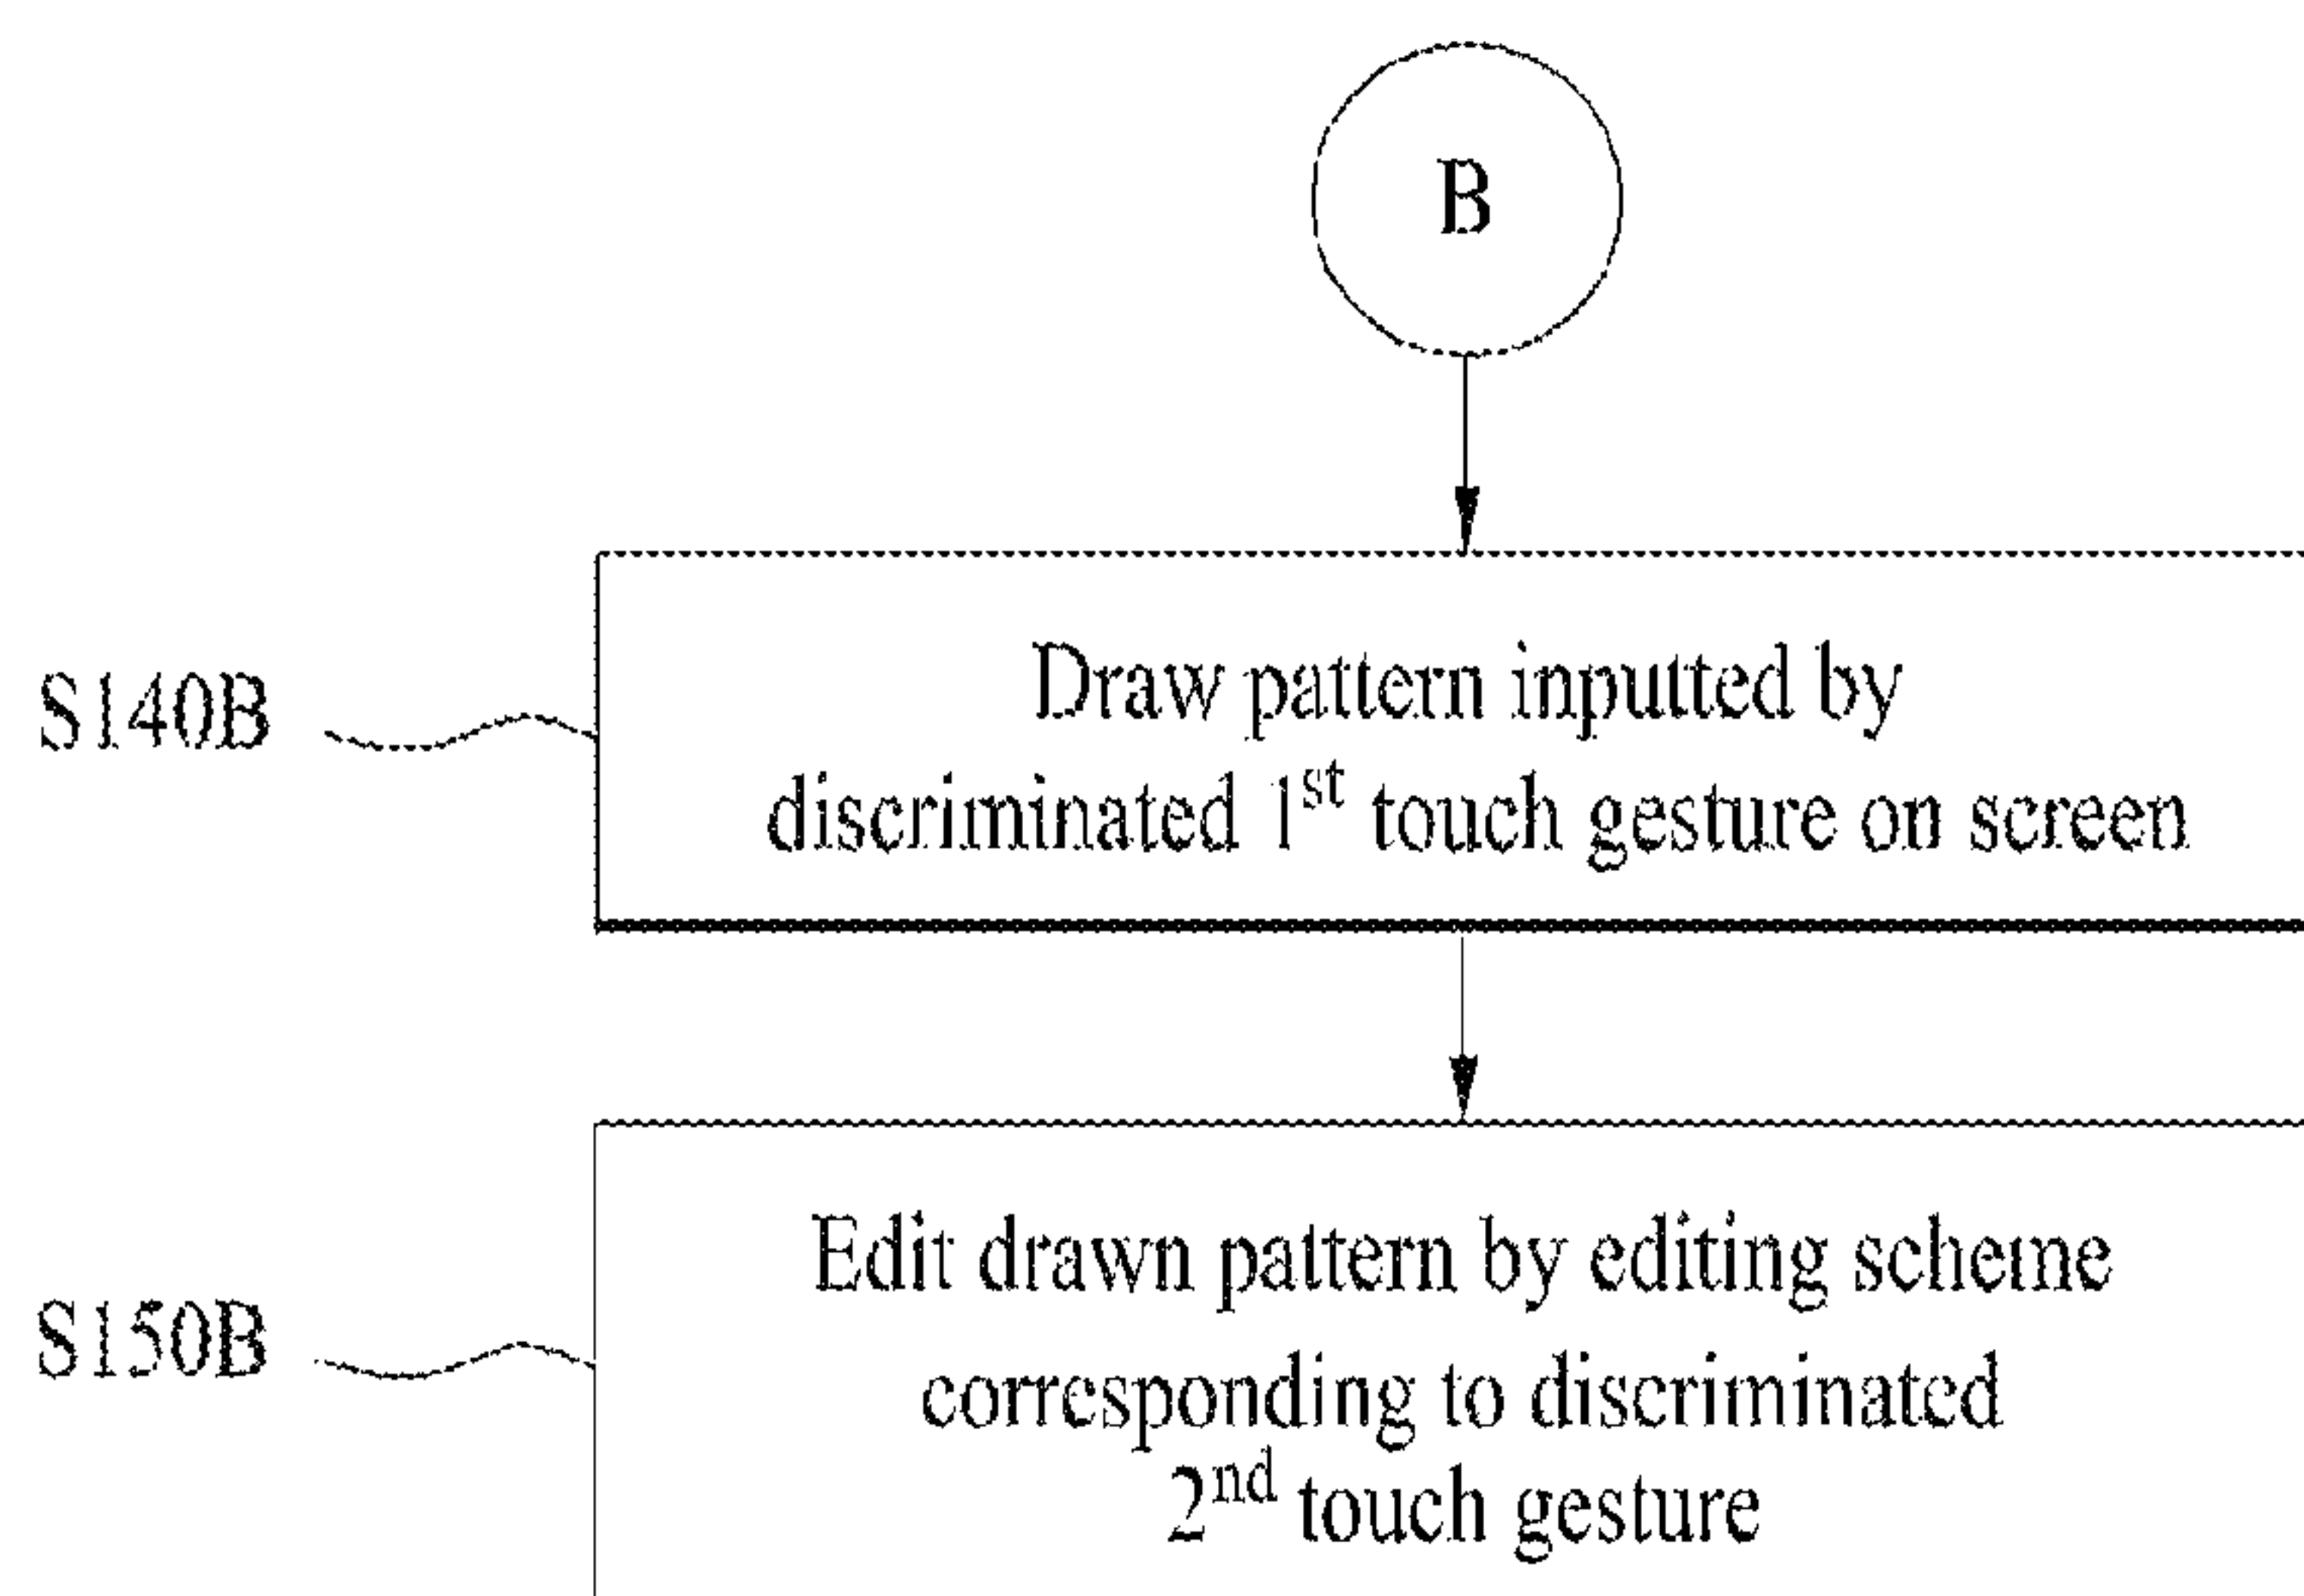 B
S140B
Draw pattern inputted by
discriminated 1st touch gesture on screen
S150B
Edit drawn pattern by editing scheme
corresponding to discriminated
2nd touch gesture